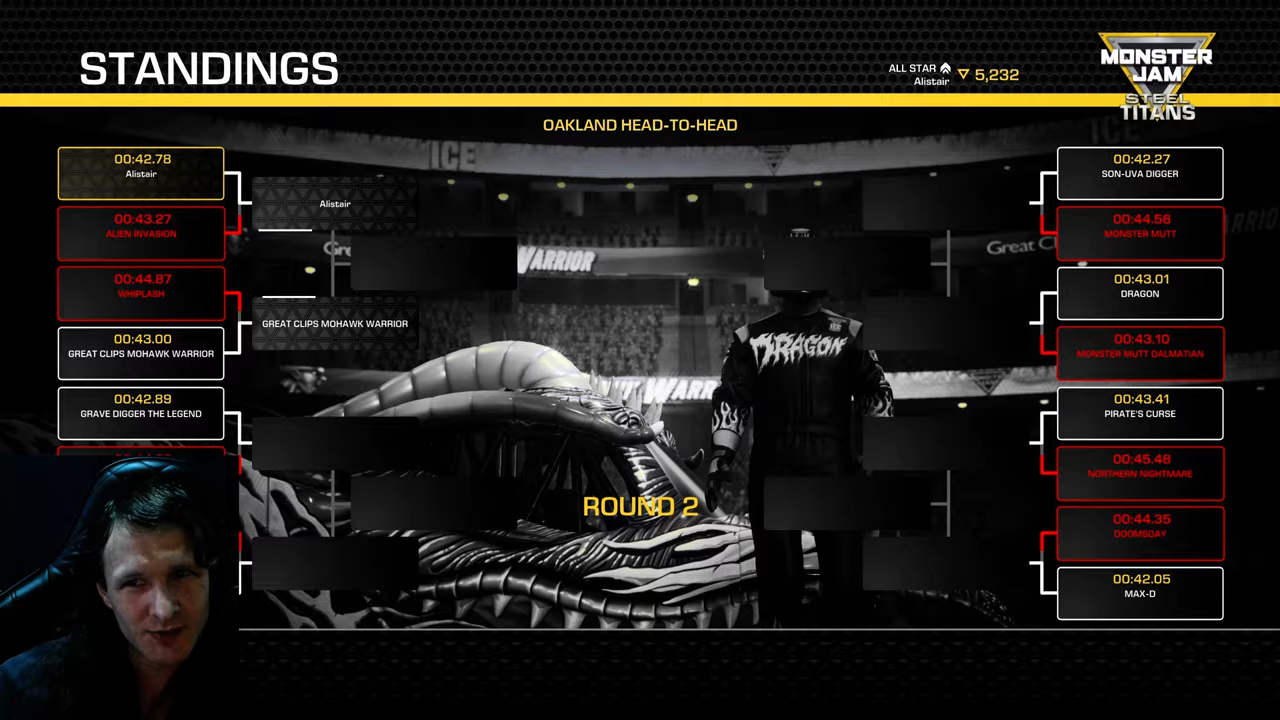 STANDINGS
ALL STAR
Alistair
5,232
MONSTER
JAM
STEEL
TITANS
OAKLAND HEAD-TO-HEAD
00:42.78
Alistair
00:43.27
ALIEN INVASION
00:44.87
WHIPLASH
00:43.00
GREAT CLIPS MOHAWK WARRIOR
00:42.89
GRAVE DIGGER THE LEGEND
Alistair
GREAT CLIPS MOHAWK WARRIOR
ICE
WARRIOR
Great Cl
DRAGON
ROUND 2
00:42.27
SON-UVA DIGGER
00:44.56
MONSTER MUTT
00:43.01
DRAGON
00:43.10
MONSTER MUTT DALMATIAN
00:43.41
PIRATE'S CURSE
00:45.48
NORTHERN NIGHTMARE
00:44.35
DOOMSDAY
00:42.05
MAX-D